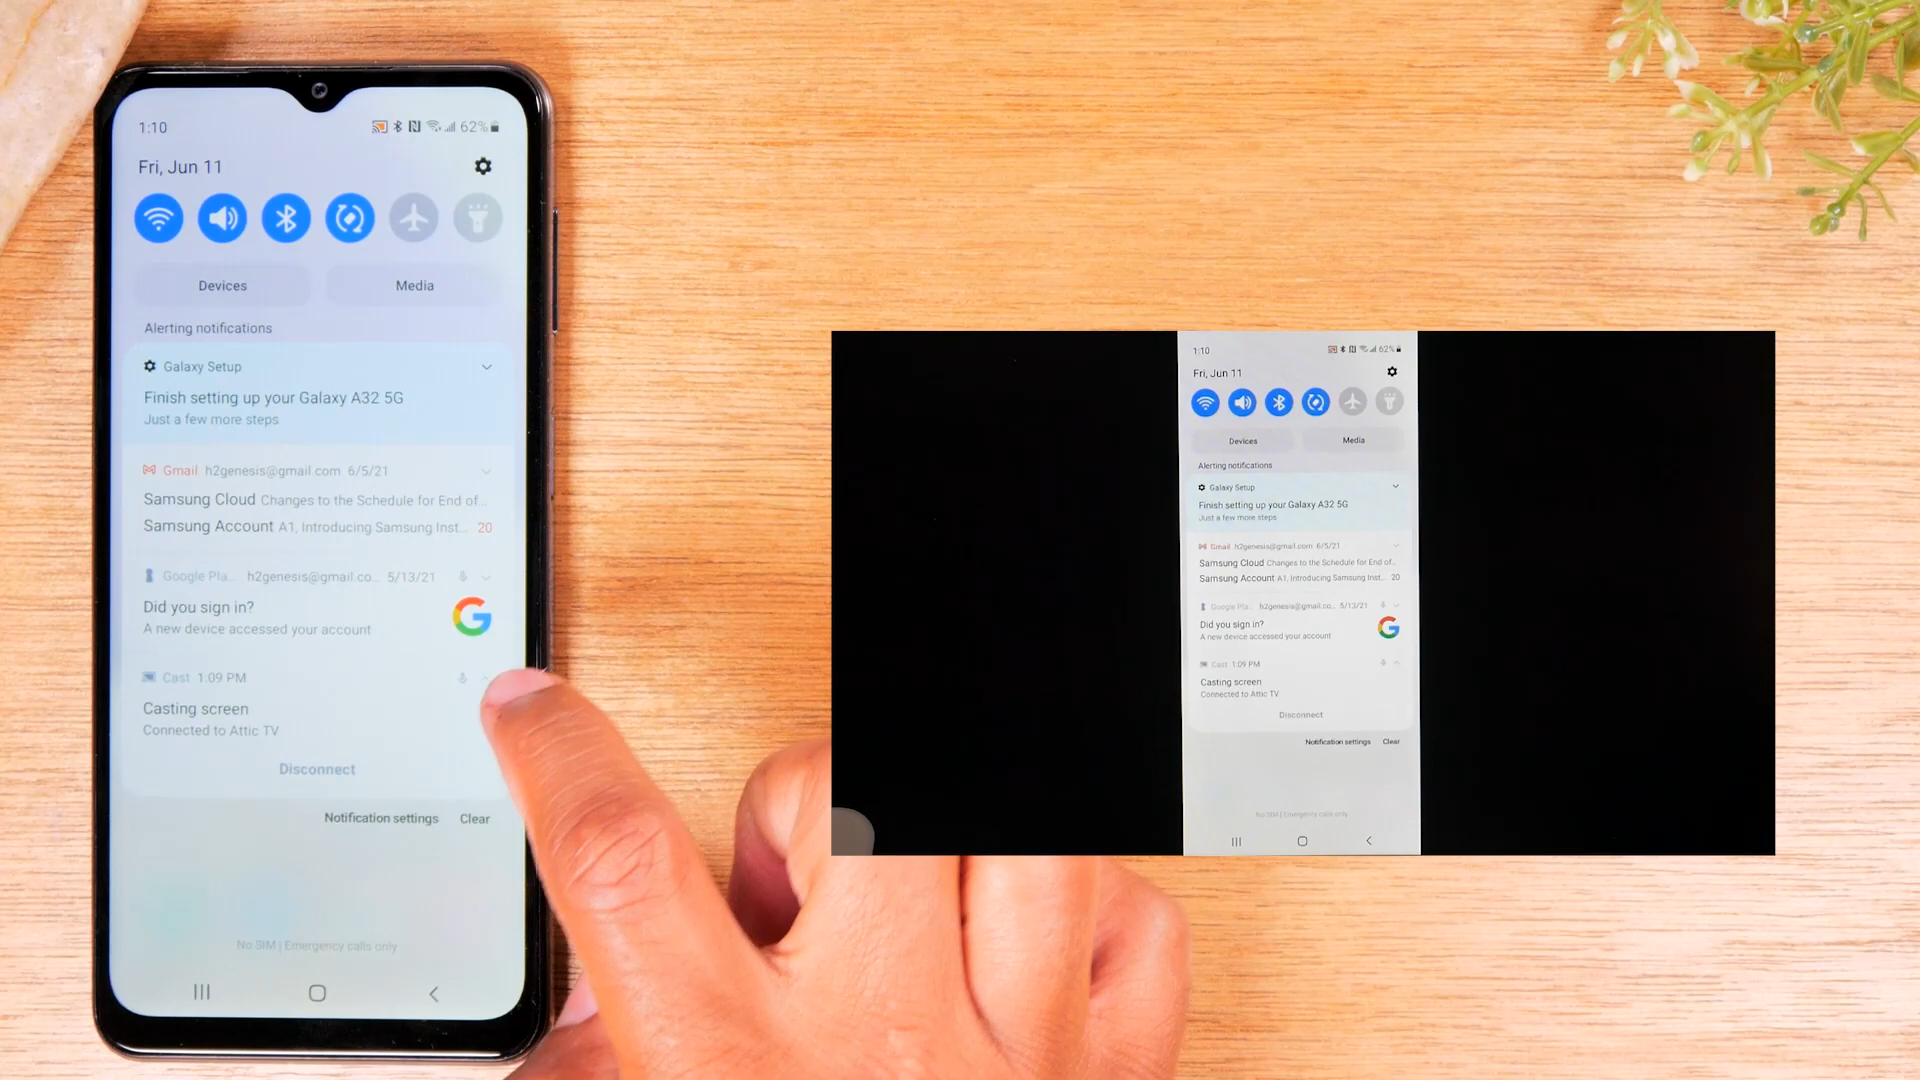 1:10
62%
Fri, Jun 11
Devices
Media
Alerting notifications
Galaxy Setup
Finish setting up your Galaxy A32 5G
Just a few more steps
Gmail h2genesis@gmail.com 6/5/21
Samsung Cloud Changes to the Schedule for End of...
Samsung Account A1, Introducing Samsung Inst... 20
Google Pla... h2genesis@gmail.co... 5/13/21
Did you sign in?
A new device accessed your account
Cast 1:09 PM
Casting screen
Connected to Attic TV
Disconnect
Notification settings
Clear
No SIM | Emergency calls only
1:10
62%
Fri, Jun 11
Devices
Media
Alerting notifications
Galaxy Setup
Finish setting up your Galaxy A32 5G
Just a few more steps
Gmail h2genesis@gmail.com 6/5/21
Samsung Cloud Changes to the Schedule for End of...
Samsung Account A1, Introducing Samsung Inst... 20
Google Pla... h2genesis@gmail.co... 5/13/21
Did you sign in?
A new device accessed your account
Cast 1:09 PM
Casting screen
Connected to Attic TV
Disconnect
Notification settings
Clear
No SIM | Emergency calls only